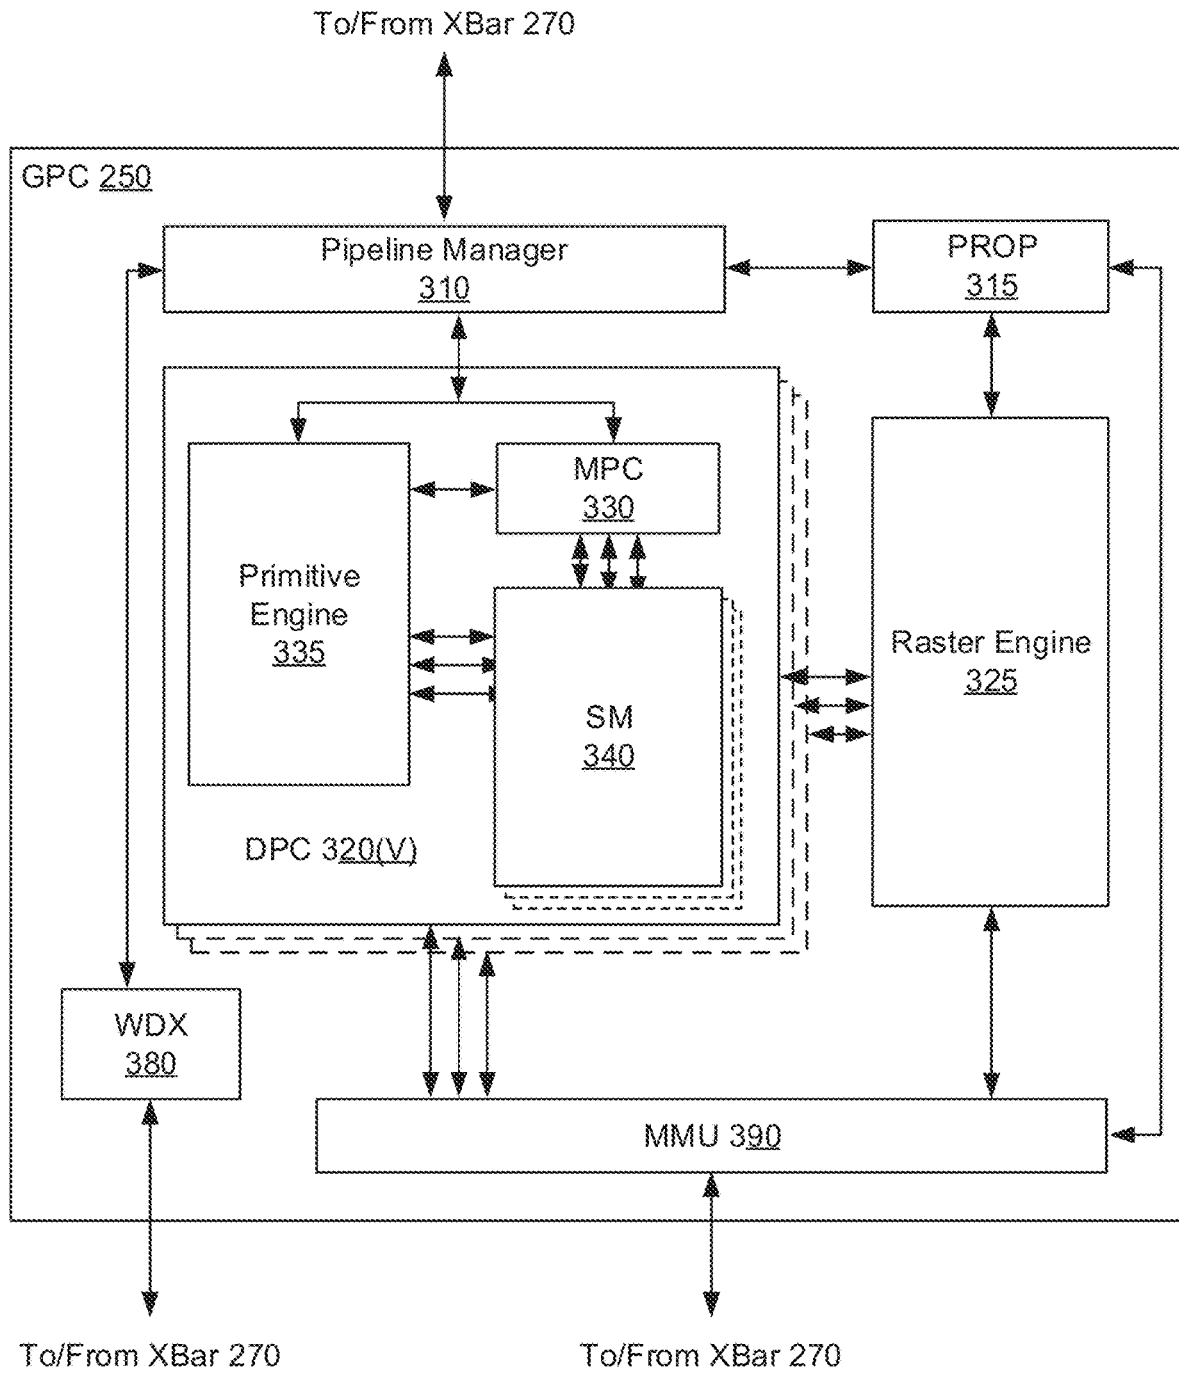 To/From XBar 270
GPC 250
Pipeline Manager
310
PROP
315
MPC
330
Primitive
Engine
335
Raster Engine
325
SM
340
DPC 320(V)
WDX
380
MMU 390
To/From XBar 270
To/From XBar 270